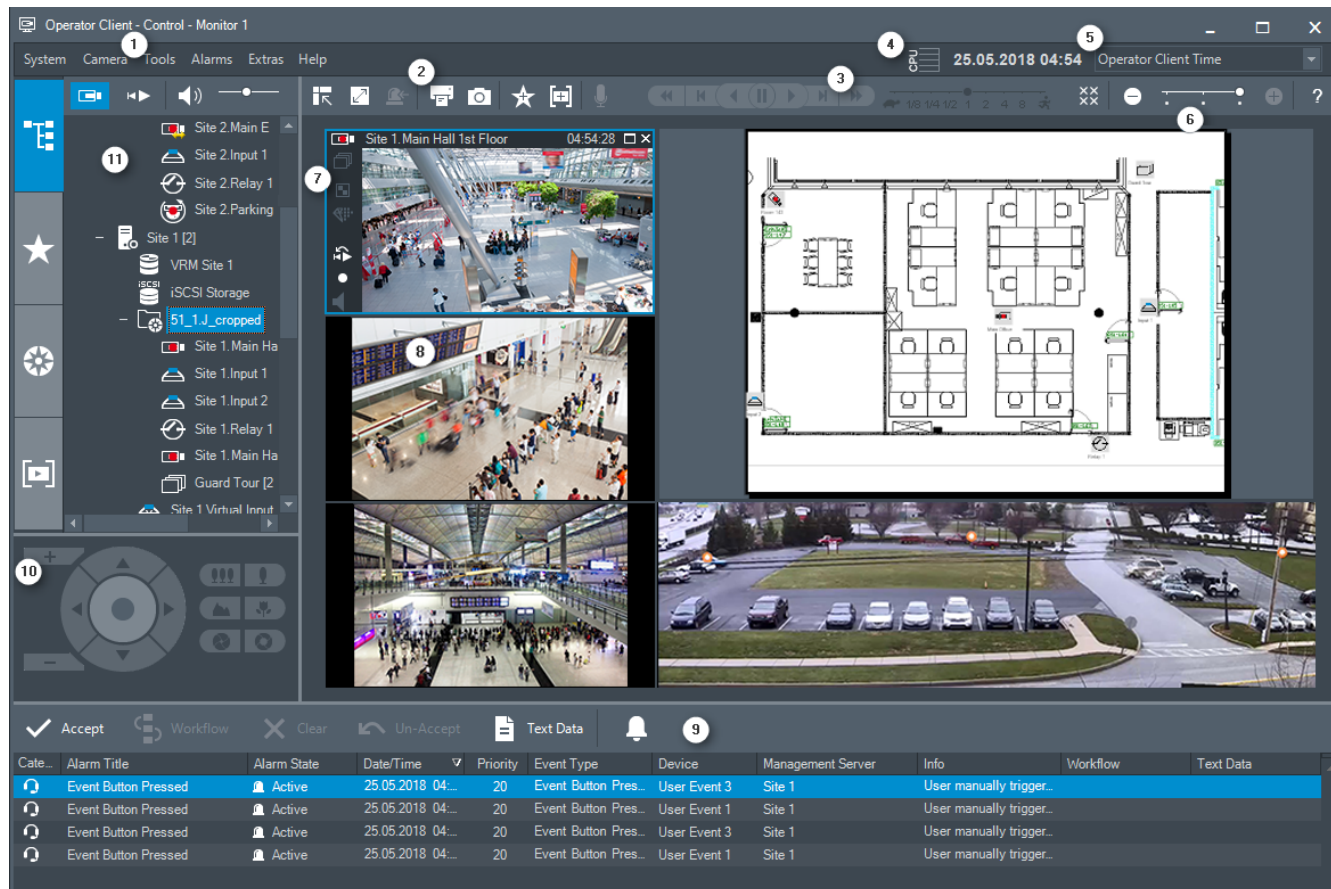 Operator Client - Control - Monitor 1
System Camera Tools Alarms Extras Help
1
4
CPU
25.05.2018 04:54
5
Operator Client Time
2
3
1/8 1/4 1/2 1 2 4 8
?
6
11
Site 2.Main E
Site 2.Input 1
Site 2.Relay 1
Site 2.Parking
Site 1 [2]
VRM Site 1
iSCSI
iSCSI Storage
51_1.J_cropped
Site 1.Main Ha
Site 1.Input 1
Site 1.Input 2
Site 1.Relay 1
Site 1.Main Ha
Guard Tour [2
Site 1 Virtual Input
7
Site 1.Main Hall 1st Floor 04:54:28
8
Guard Tour
Input 1
Main Office
Relay 1
10
Accept Workflow Clear Un-Accept Text Data
9
Cate... Alarm Title Alarm State Date/Time Priority Event Type Device Management Server Info Workflow Text Data
Event Button Pressed Active 25.05.2018 04:... 20 Event Button Pres... User Event 3 Site 1 User manually trigger...
Event Button Pressed Active 25.05.2018 04:... 20 Event Button Pres... User Event 1 Site 1 User manually trigger...
Event Button Pressed Active 25.05.2018 04:... 20 Event Button Pres... User Event 3 Site 1 User manually trigger...
Event Button Pressed Active 25.05.2018 04:... 20 Event Button Pres... User Event 1 Site 1 User manually trigger...